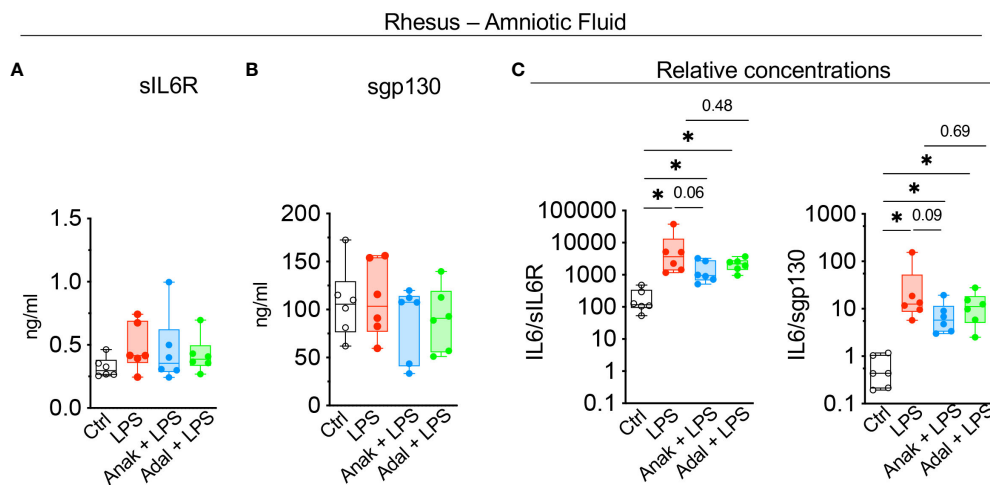 Rhesus – Amniotic Fluid
A
sIL6R
B
sgp130
C
Relative concentrations
ng/ml
1.5
1.0
0.5
0.0
Ctrl
LPS
Anak + LPS
Adal + LPS
ng/ml
200
150
100
50
0
Ctrl
LPS
Anak + LPS
Adal + LPS
IL6/sIL6R
100000
10000
1000
100
10
1
0.1
0.48
*
*
* 0.06
Ctrl
LPS
Anak + LPS
Adal + LPS
IL6/sgp130
1000
100
10
1
0.1
0.69
*
*
* 0.09
Ctrl
LPS
Anak + LPS
Adal + LPS